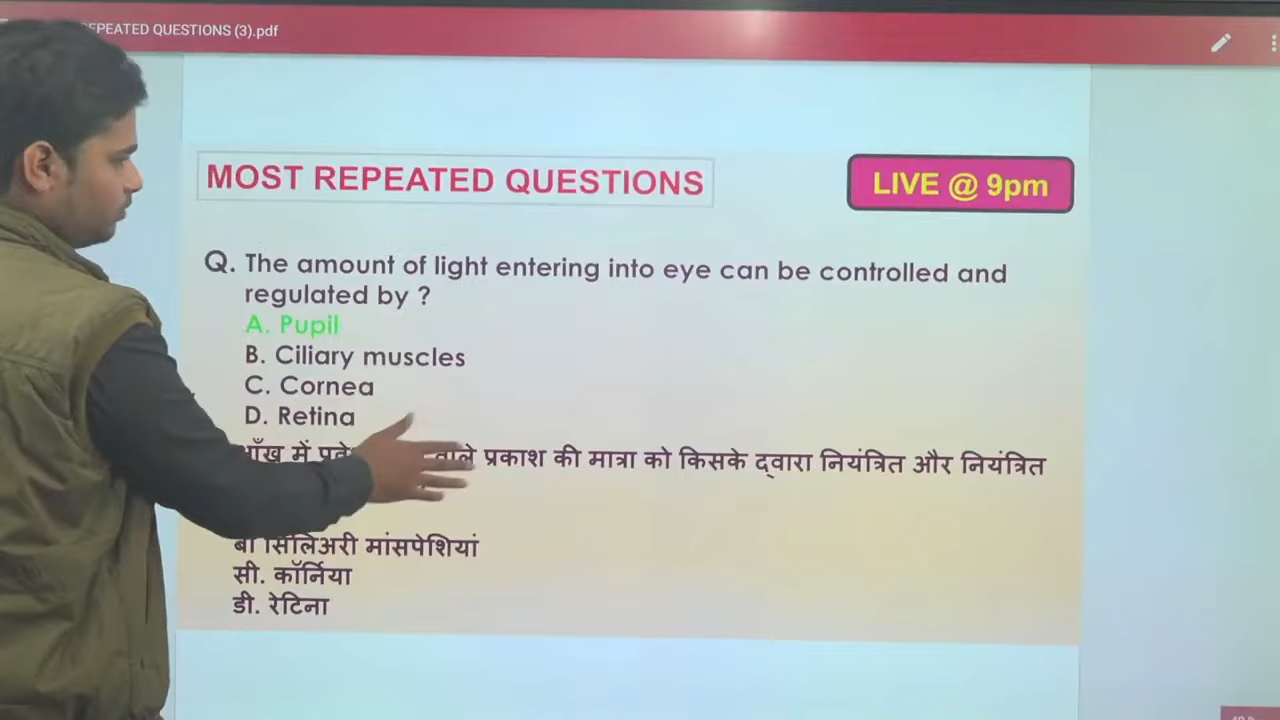 EPEATED QUESTIONS (3).pdf
MOST REPEATED QUESTIONS
LIVE @ 9pm
Q. The amount of light entering into eye can be controlled and
regulated by ?
A. Pupil
B. Ciliary muscles
C. Cornea
D. Retina
में वाले प्रकाश की मात्रा को किसके द्वारा नियंत्रित और नियंत्रित
सिलिअरी मांसपेशियां
सी. कॉर्निया
डी. रेटिना